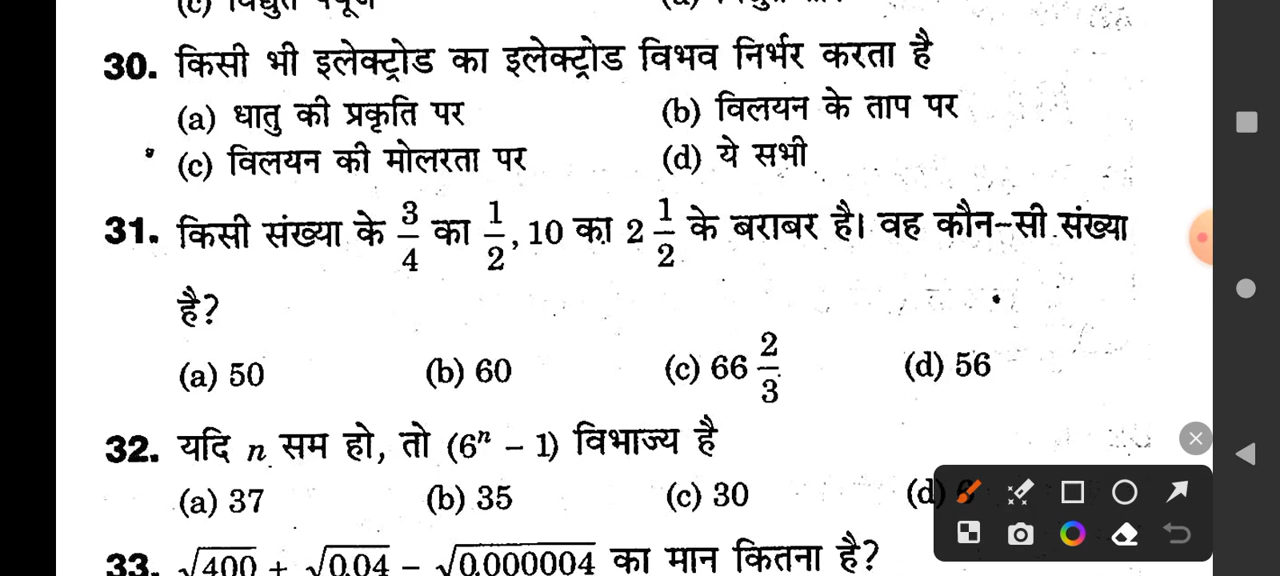 30. किसी भी इलेक्ट्रोड का इलेक्ट्रोड विभव निर्भर करता है
(a) धातु की प्रकृति पर (b) विलयन के ताप पर
(c) विलयन की मोलरता पर (d) ये सभी
31. किसी संख्या के 3/4 का 1/2, 10 का 2 1/2 के बराबर है। वह कौन-सी संख्या
है?
(a) 50 (b) 60 (c) 66 2/3 (d) 56
32. यदि n सम हो, तो (6ⁿ – 1) विभाज्य है
(a) 37 (b) 35 (c) 30 (d)
33. √400 + √0.04 – √0.000004 का मान कितना है?